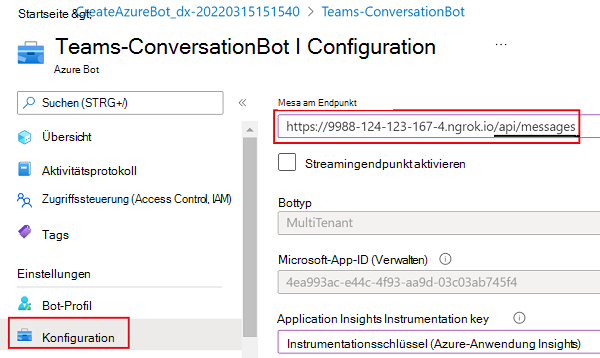 Startseite &gt; CreateAzureBot_dx-20220315151540 > Teams-ConversationBot
Teams-ConversationBot I Configuration ...
Azure Bot
Suchen (STRG+/) «
Übersicht
Aktivitätsprotokoll
Zugriffssteuerung (Access Control, IAM)
Tags
Einstellungen
Bot-Profil
Konfiguration
Mesa am Endpunkt
https://9988-124-123-167-4.ngrok.io/api/messages
Streamingendpunkt aktivieren
Bottyp
MultiTenant
Microsoft-App-ID (Verwalten)
4ea993ac-e44c-4f93-aa9d-03c03ab745f4
Application Insights Instrumentation key
Instrumentationsschlüssel (Azure-Anwendung Insights)